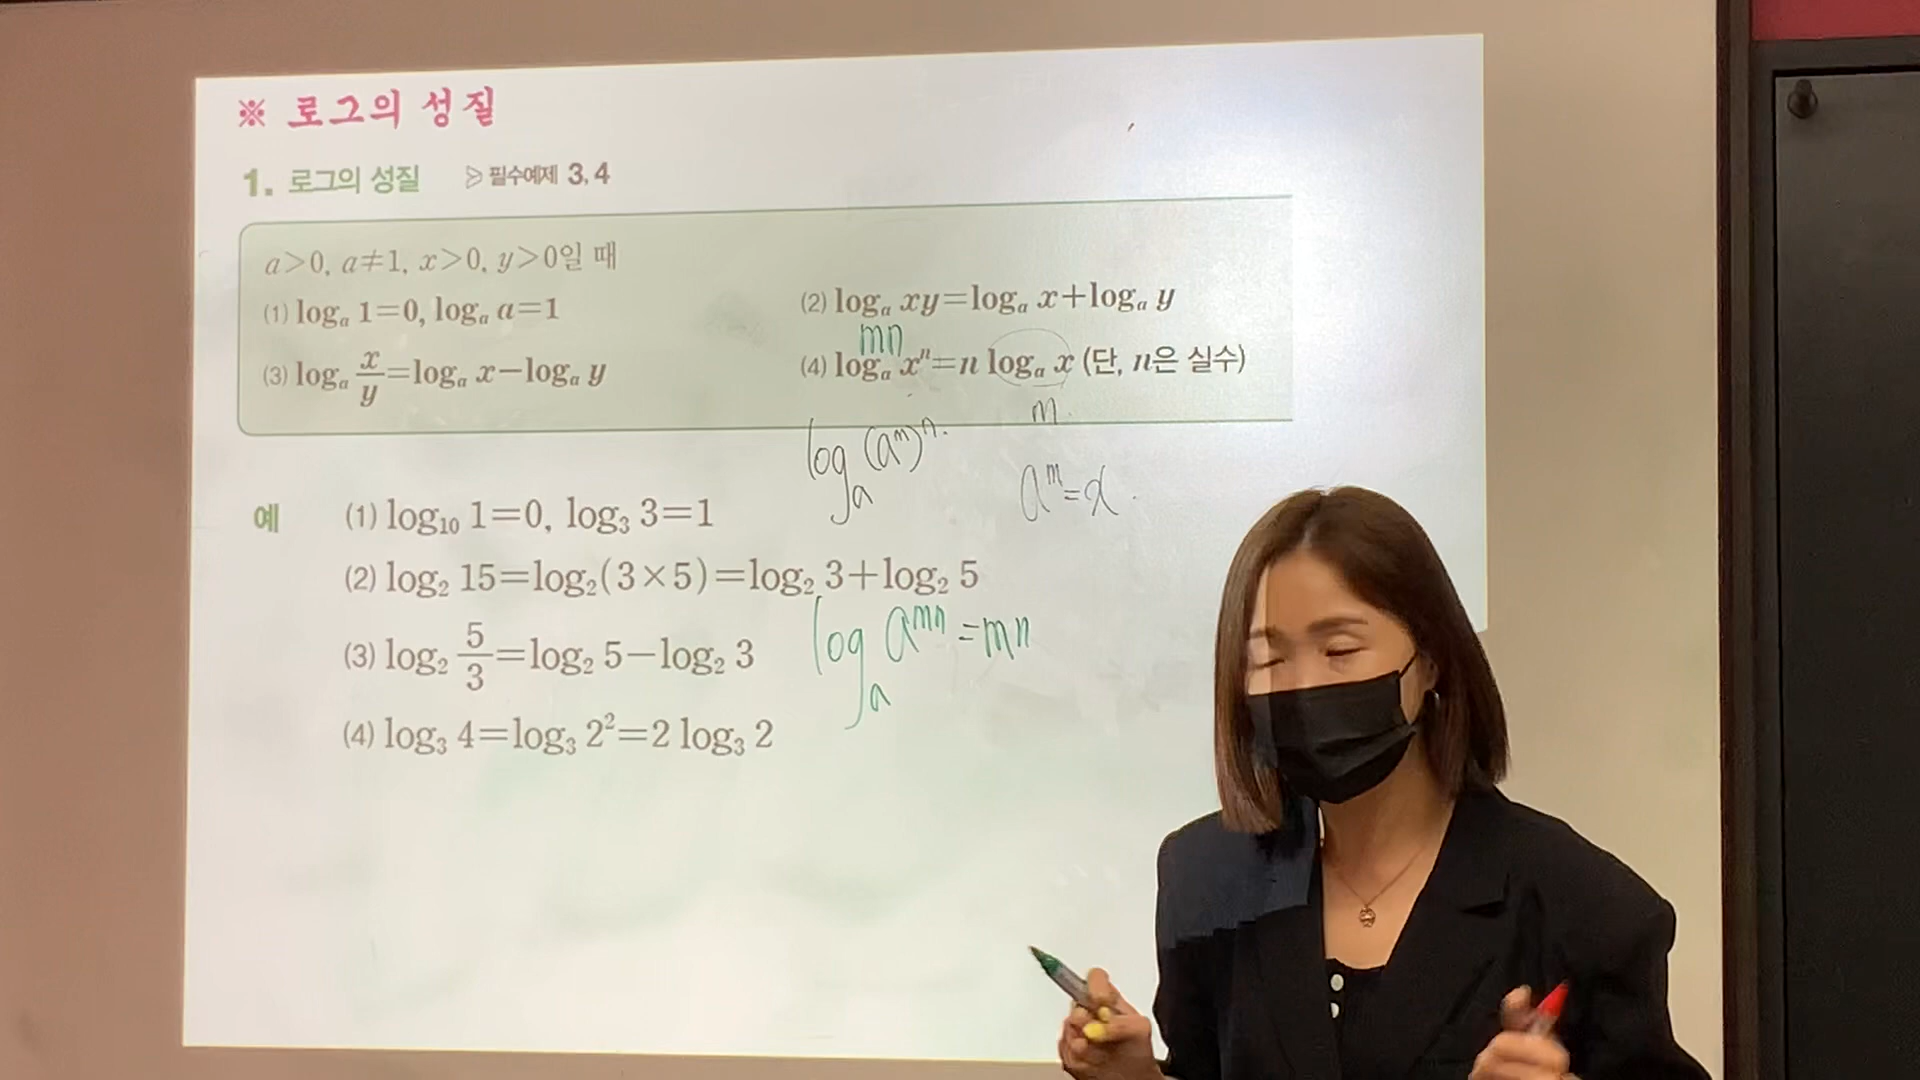 ※ 로그의 성질
1. 로그의 성질 ▷ 필수예제 3, 4
a>0, a≠1, x>0, y>0일 때
(1) logₐ 1=0, logₐ a=1
(2) logₐ xy=logₐ x+logₐ y
mn
(3) logₐ x/y=logₐ x−logₐ y
(4) logₐ xⁿ=n logₐ x (단, n은 실수)
m
logₐ (aᵐ)ⁿ
aᵐ=x
예 (1) log₁₀ 1=0, log₃ 3=1
(2) log₂ 15=log₂(3×5)=log₂ 3+log₂ 5
logₐ aᵐⁿ=mn
(3) log₂ 5/3=log₂ 5−log₂ 3
(4) log₃ 4=log₃ 2²=2 log₃ 2